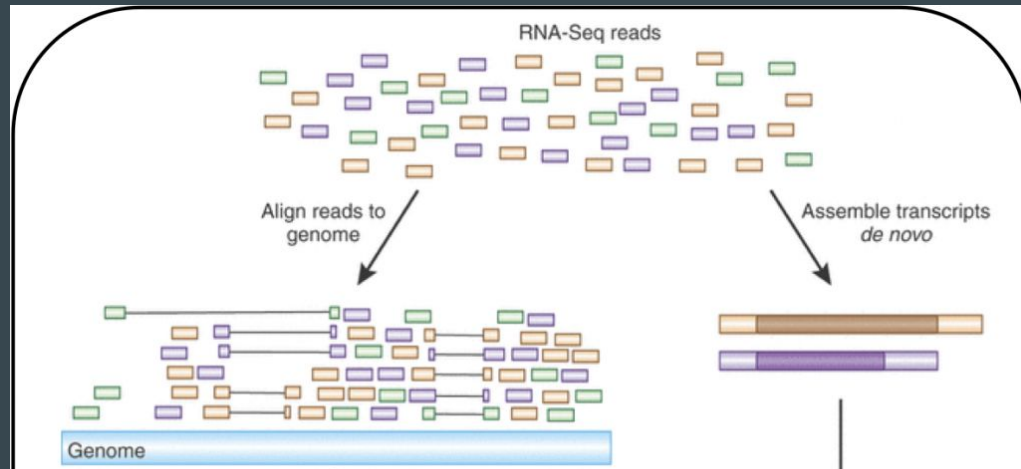 RNA-Seq reads
Align reads to
genome
Assemble transcripts
de novo
Genome